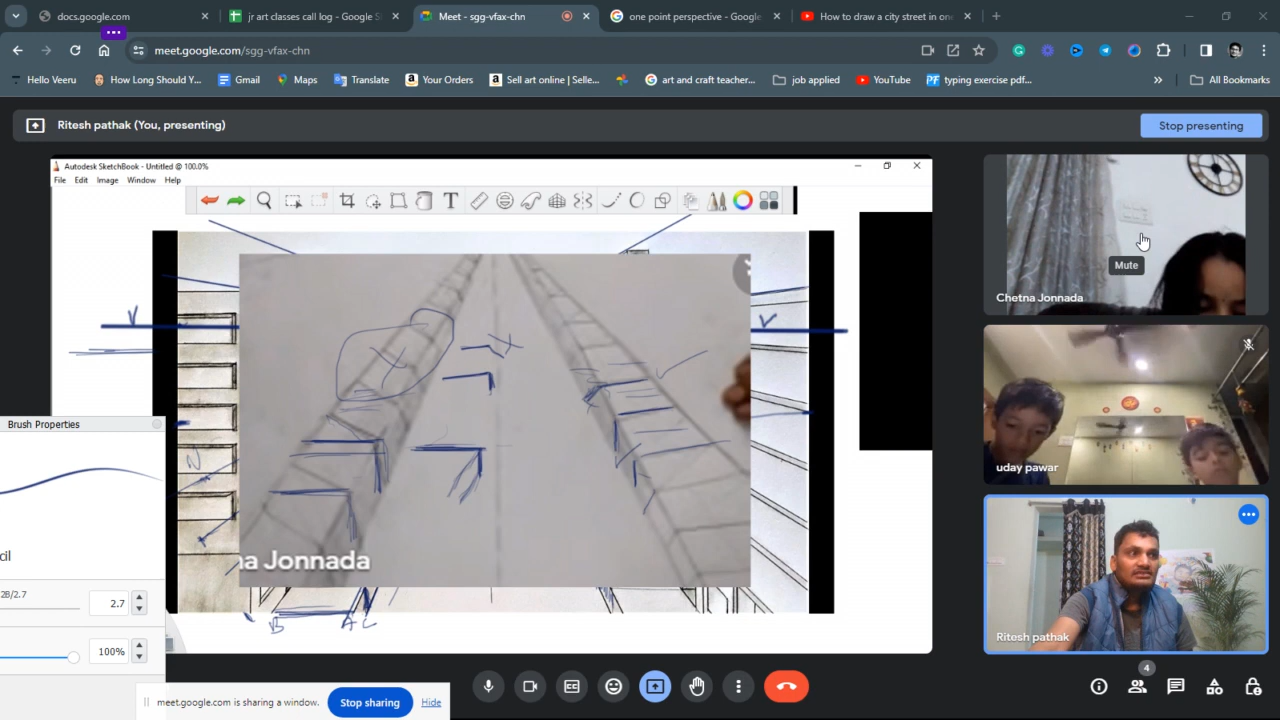 docs.google.com
jr art classes call log - Google S
Meet - sgg-vfax-chn
one point perspective - Google
How to draw a city street in one
meet.google.com/sgg-vfax-chn
Hello Veeru
How Long Should Y...
Gmail
Maps
Translate
Your Orders
Sell art online | Selle...
art and craft teacher...
job applied
YouTube
typing exercise pdf...
All Bookmarks
Ritesh pathak (You, presenting)
Stop presenting
Autodesk SketchBook - Untitled @ 100.0%
File Edit Image Window Help
Mute
Chetna Jonnada
V
V
uday pawar
Brush Properties
cil
na Jonnada
2B/2.7
2.7
B A C
Ritesh pathak
100%
4
meet.google.com is sharing a window.
Stop sharing
Hide